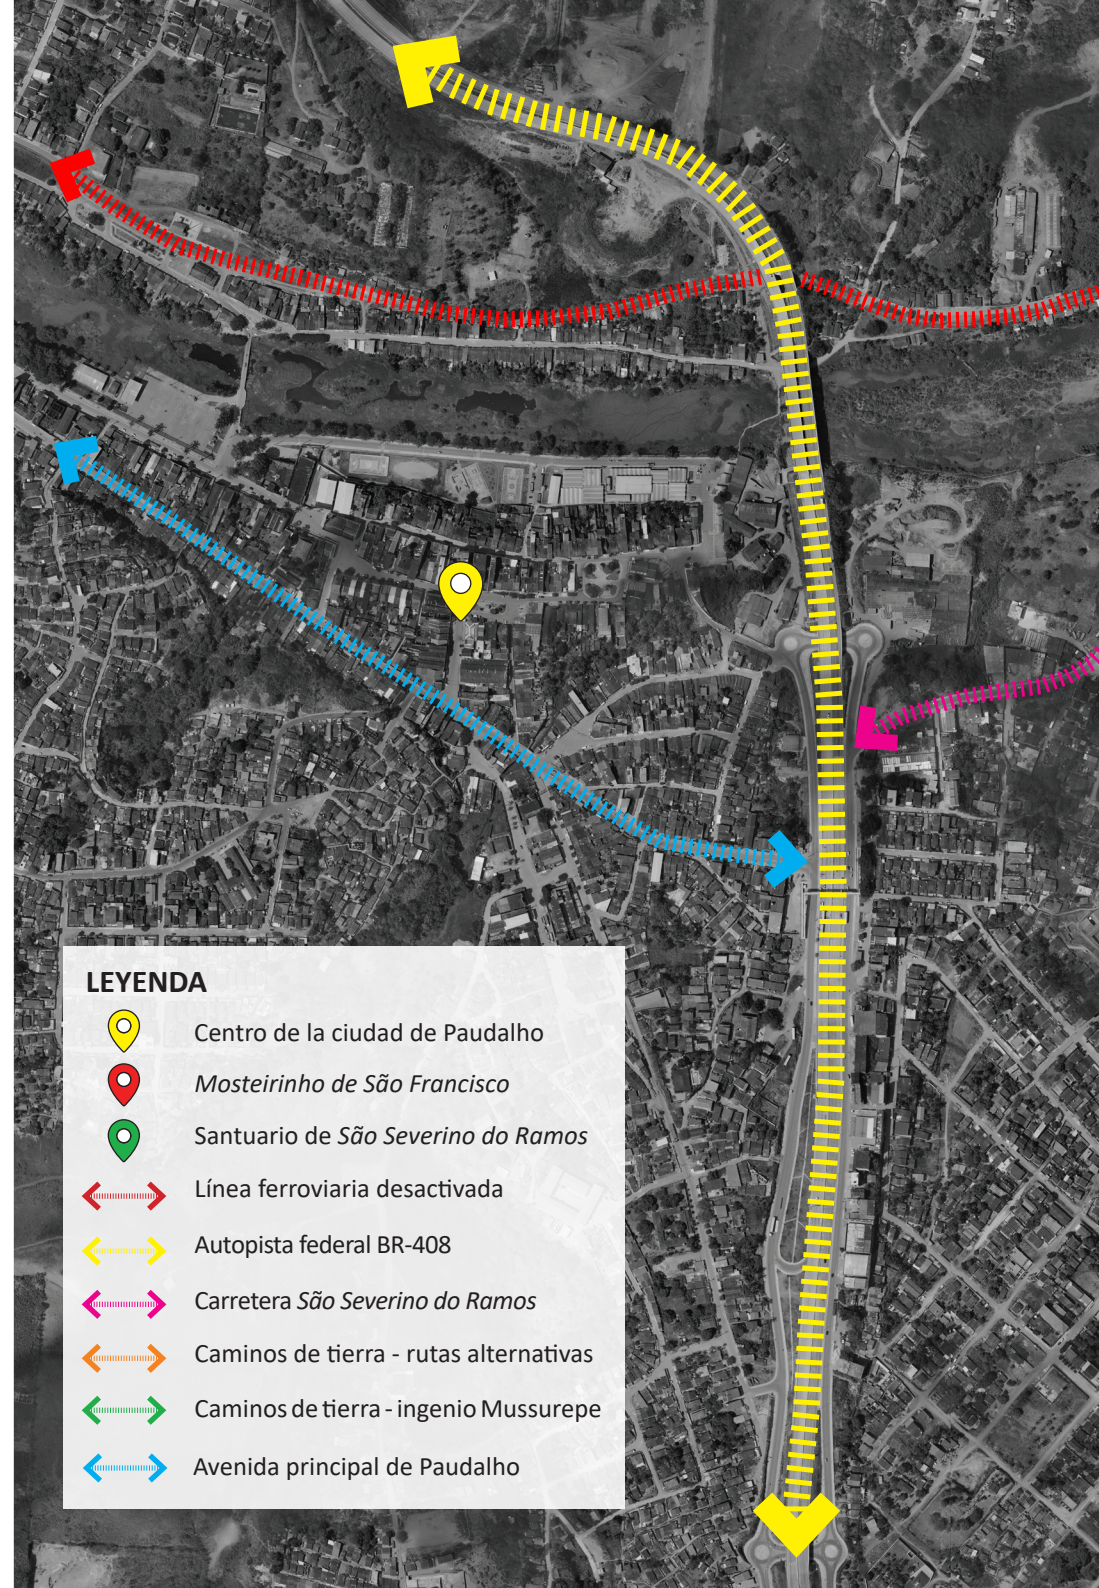 LEYENDA
Centro de la ciudad de Paudalho
Mosteirinho de São Francisco
Santuario de São Severino do Ramos
Línea ferroviaria desactivada
Autopista federal BR-408
Carretera São Severino do Ramos
Caminos de tierra - rutas alternativas
Caminos de tierra - ingenio Mussurepe
Avenida principal de Paudalho